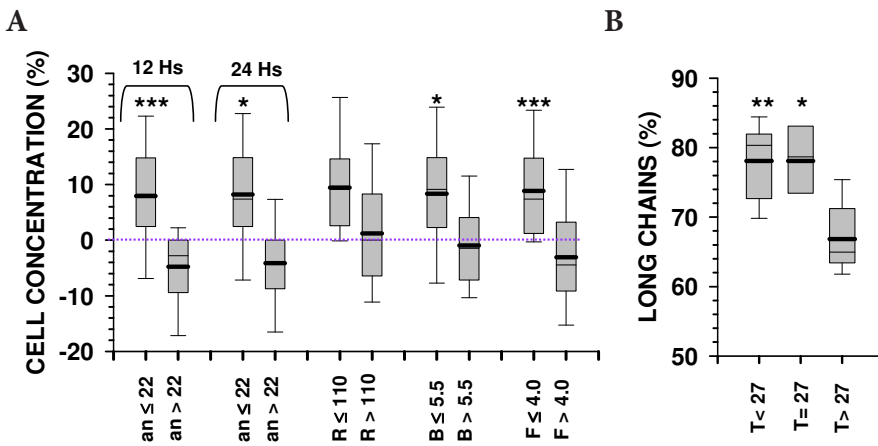 A
B
CELL CONCENTRATION (%)
12 Hs
24 Hs
30
20
10
0
-10
-20
***
*
*
***
an ≤ 22
an > 22
an ≤ 22
an > 22
R ≤ 110
R > 110
B ≤ 5.5
B > 5.5
F ≤ 4.0
F > 4.0
LONG CHAINS (%)
90
80
70
60
50
**
*
T< 27
T= 27
T> 27